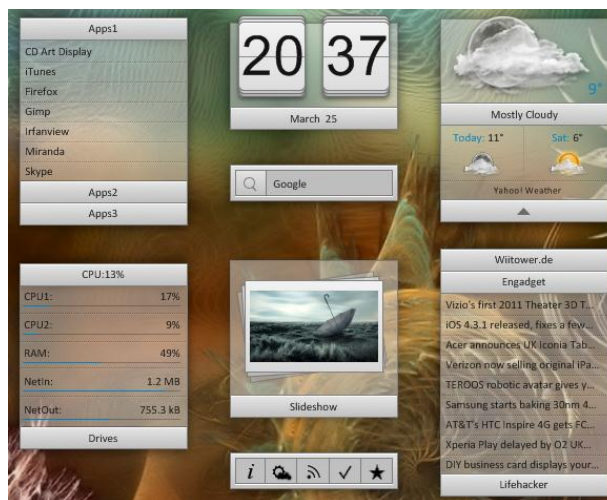 Apps1
CD Art Display
iTunes
Firefox
Gimp
Irfanview
Miranda
Skype
Apps2
Apps3
20 37
March 25
Google
9°
Mostly Cloudy
Today: 11°
Sat: 6°
Yahoo! Weather
CPU:13%
CPU1: 17%
CPU2: 9%
RAM: 49%
NetIn: 1.2 MB
NetOut: 755.3 kB
Drives
Slideshow
i
Wiitower.de
Engadget
Vizio's first 2011 Theater 3D T...
iOS 4.3.1 released, fixes a few...
Acer announces UK Iconia Tab...
Verizon now selling original iPa...
TEROOS robotic avatar gives y...
Samsung starts baking 30nm 4...
AT&T's HTC Inspire 4G gets FC...
Xperia Play delayed by O2 UK...
DIY business card displays your...
Lifehacker